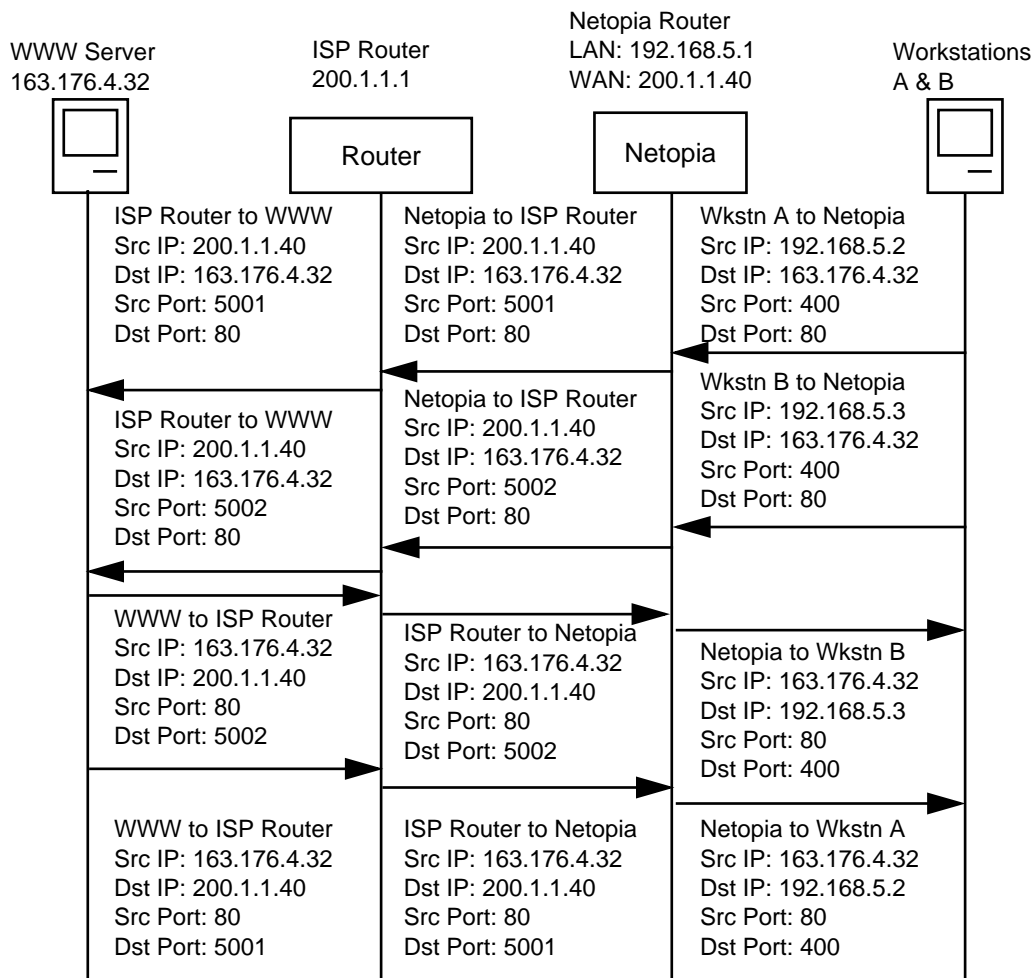 WWW Server
163.176.4.32
ISP Router
200.1.1.1
Netopia Router
LAN: 192.168.5.1
WAN: 200.1.1.40
Workstations
A & B
Router
Netopia
ISP Router to WWW
Src IP: 200.1.1.40
Dst IP: 163.176.4.32
Src Port: 5001
Dst Port: 80
Netopia to ISP Router
Src IP: 200.1.1.40
Dst IP: 163.176.4.32
Src Port: 5001
Dst Port: 80
Wkstn A to Netopia
Src IP: 192.168.5.2
Dst IP: 163.176.4.32
Src Port: 400
Dst Port: 80
ISP Router to WWW
Src IP: 200.1.1.40
Dst IP: 163.176.4.32
Src Port: 5002
Dst Port: 80
Netopia to ISP Router
Src IP: 200.1.1.40
Dst IP: 163.176.4.32
Src Port: 5002
Dst Port: 80
Wkstn B to Netopia
Src IP: 192.168.5.3
Dst IP: 163.176.4.32
Src Port: 400
Dst Port: 80
WWW to ISP Router
Src IP: 163.176.4.32
Dst IP: 200.1.1.40
Src Port: 80
Dst Port: 5002
ISP Router to Netopia
Src IP: 163.176.4.32
Dst IP: 200.1.1.40
Src Port: 80
Dst Port: 5002
Netopia to Wkstn B
Src IP: 163.176.4.32
Dst IP: 192.168.5.3
Src Port: 80
Dst Port: 400
WWW to ISP Router
Src IP: 163.176.4.32
Dst IP: 200.1.1.40
Src Port: 80
Dst Port: 5001
ISP Router to Netopia
Src IP: 163.176.4.32
Dst IP: 200.1.1.40
Src Port: 80
Dst Port: 5001
Netopia to Wkstn A
Src IP: 163.176.4.32
Dst IP: 192.168.5.2
Src Port: 80
Dst Port: 400